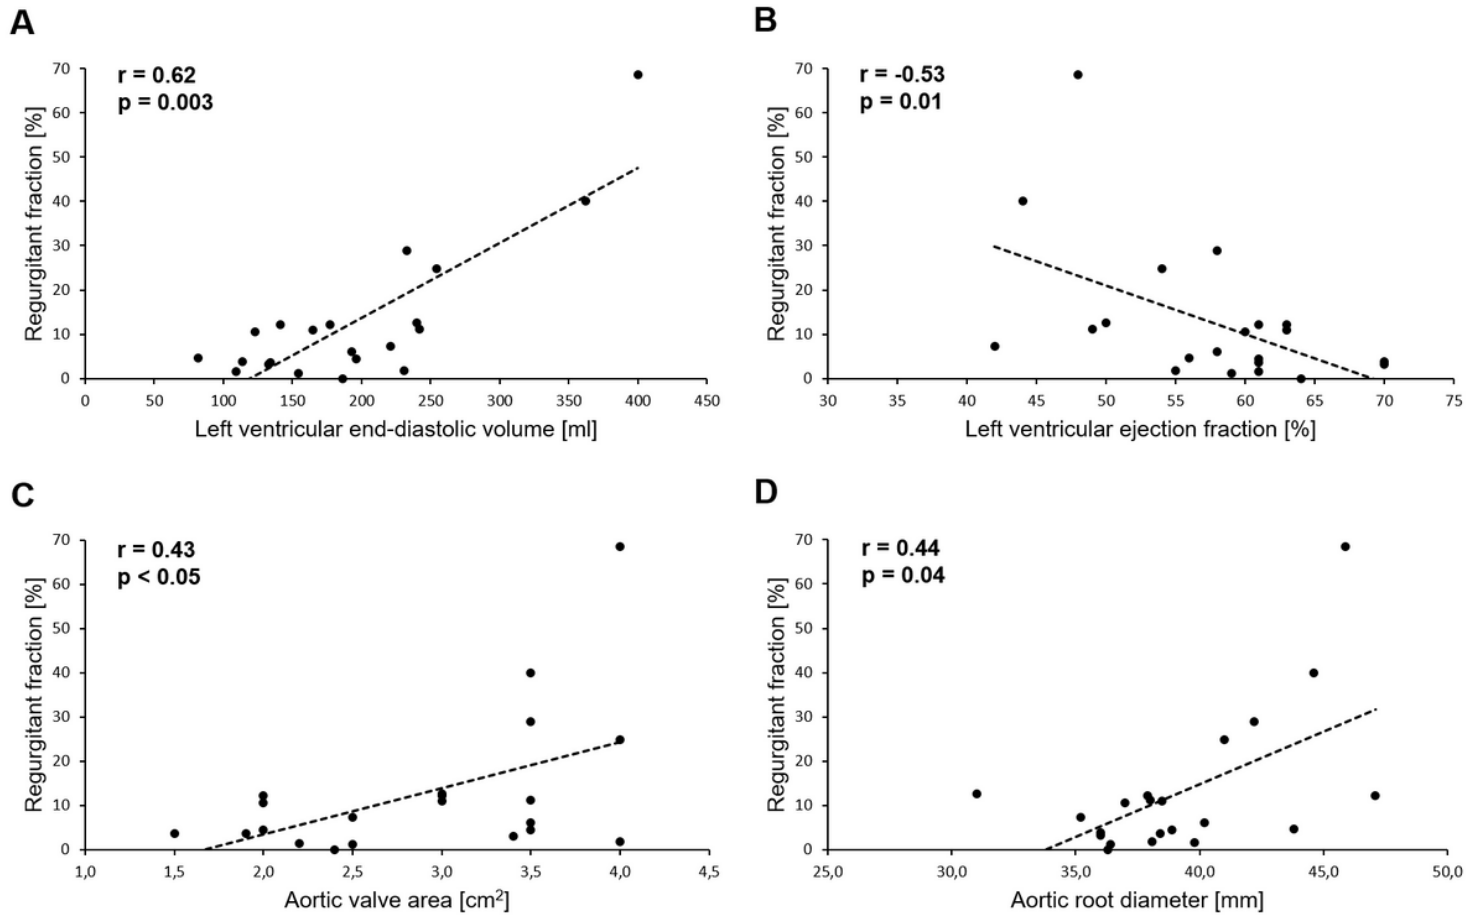 A
r = 0.62
p = 0.003
Regurgitant fraction [%]
70
60
50
40
30
20
10
0
0 50 100 150 200 250 300 350 400 450
Left ventricular end-diastolic volume [ml]
B
r = -0.53
p = 0.01
Regurgitant fraction [%]
70
60
50
40
30
20
10
0
30 35 40 45 50 55 60 65 70 75
Left ventricular ejection fraction [%]
C
r = 0.43
p < 0.05
Regurgitant fraction [%]
70
60
50
40
30
20
10
0
1,0 1,5 2,0 2,5 3,0 3,5 4,0 4,5
Aortic valve area [cm²]
D
r = 0.44
p = 0.04
Regurgitant fraction [%]
70
60
50
40
30
20
10
0
25,0 30,0 35,0 40,0 45,0 50,0
Aortic root diameter [mm]